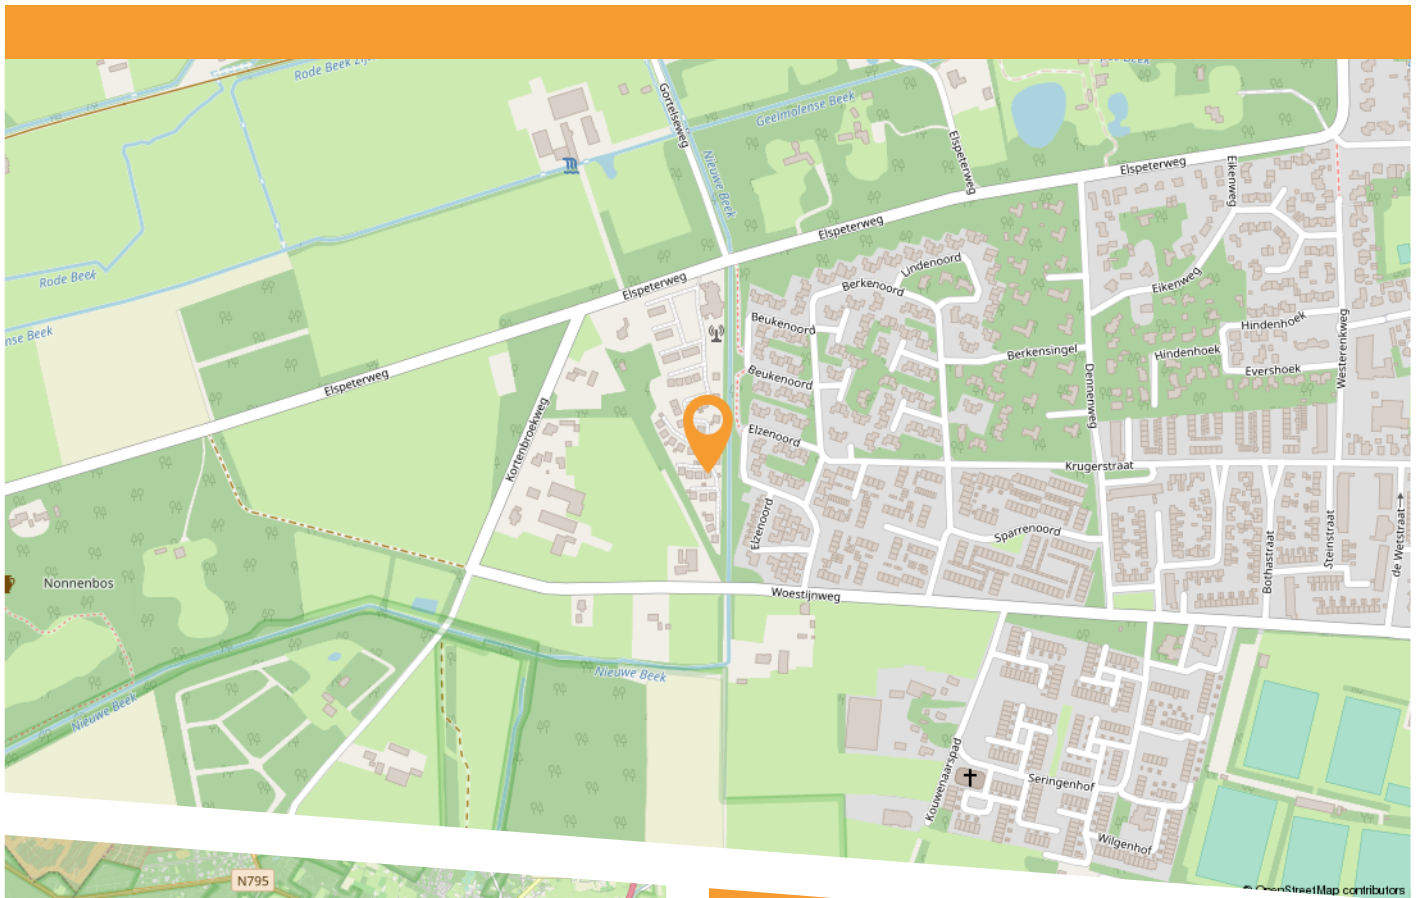 Rode Beek Zij
Gortelseweg
Geelmolense Beek
Elspeterweg
Nieuwe Beek
Elspeterweg
Eikenweg
Elspeterweg
Rode Beek
Lindenoord
Berkenoord
Eikenweg
Elspeterweg
nse Beek
Beukenoord
Hindenhoek
Westerenkweg
Berkensingel
Hindenhoek
Evershoek
Beukenoord
Elspeterweg
Dennenweg
Kortenbroekweg
Elzenoord
Krugerstraat
Elzenoord
Sparrenoord
Bothastraat
Steinstraat
de Wetstraat
Nonnenbos
Woestijnweg
Nieuwe Beek
Nieuwe Beek
Kouwenaarspad
Seringenhof
Wilgenhof
N795
© OpenStreetMap contributors